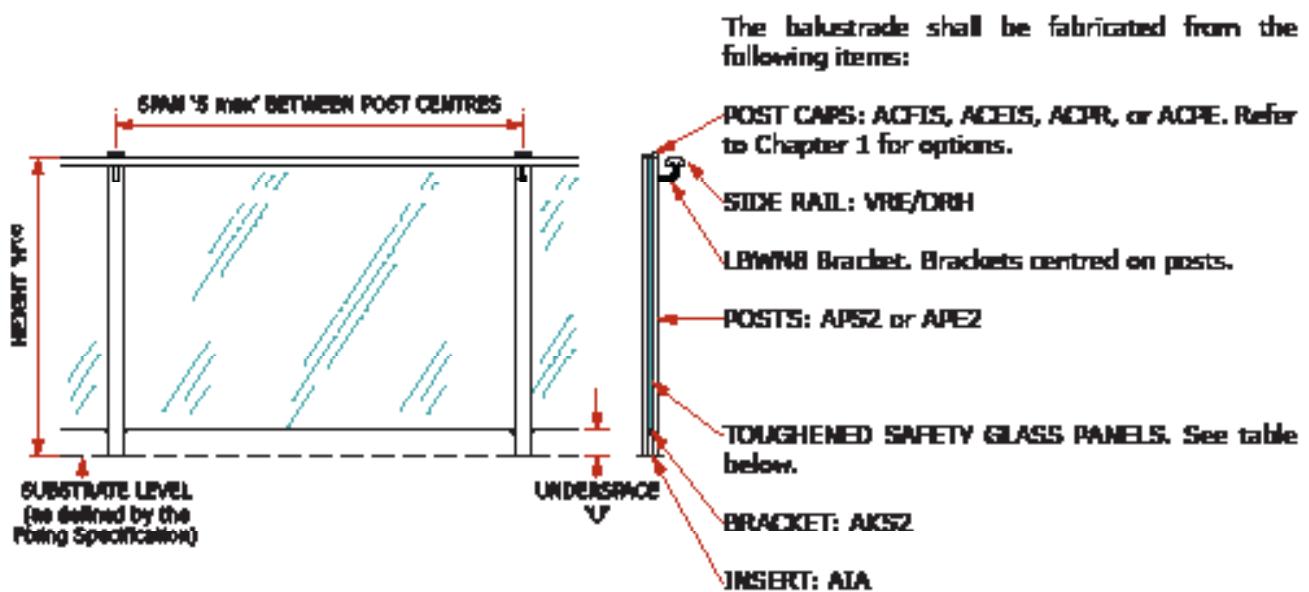 The balustrade shall be fabricated from the
following items:
SPAN 'S max' BETWEEN POST CENTRES
POST CAPS: ACFIS, ACEIS, ACPR, or ACPE. Refer
to Chapter 1 for options.
SIDE RAIL: VRE/DRH
Bracket. Brackets centred on posts.
HEIGHT
POSTS: APS2 or APE2
TOUGHENED SAFETY GLASS PANELS. See table
below.
SUBSTRATE LEVEL
(as defined by the
Fixing Specification)
UNDERSPACE
'U'
BRACKET: AKS2
INSERT: AIA